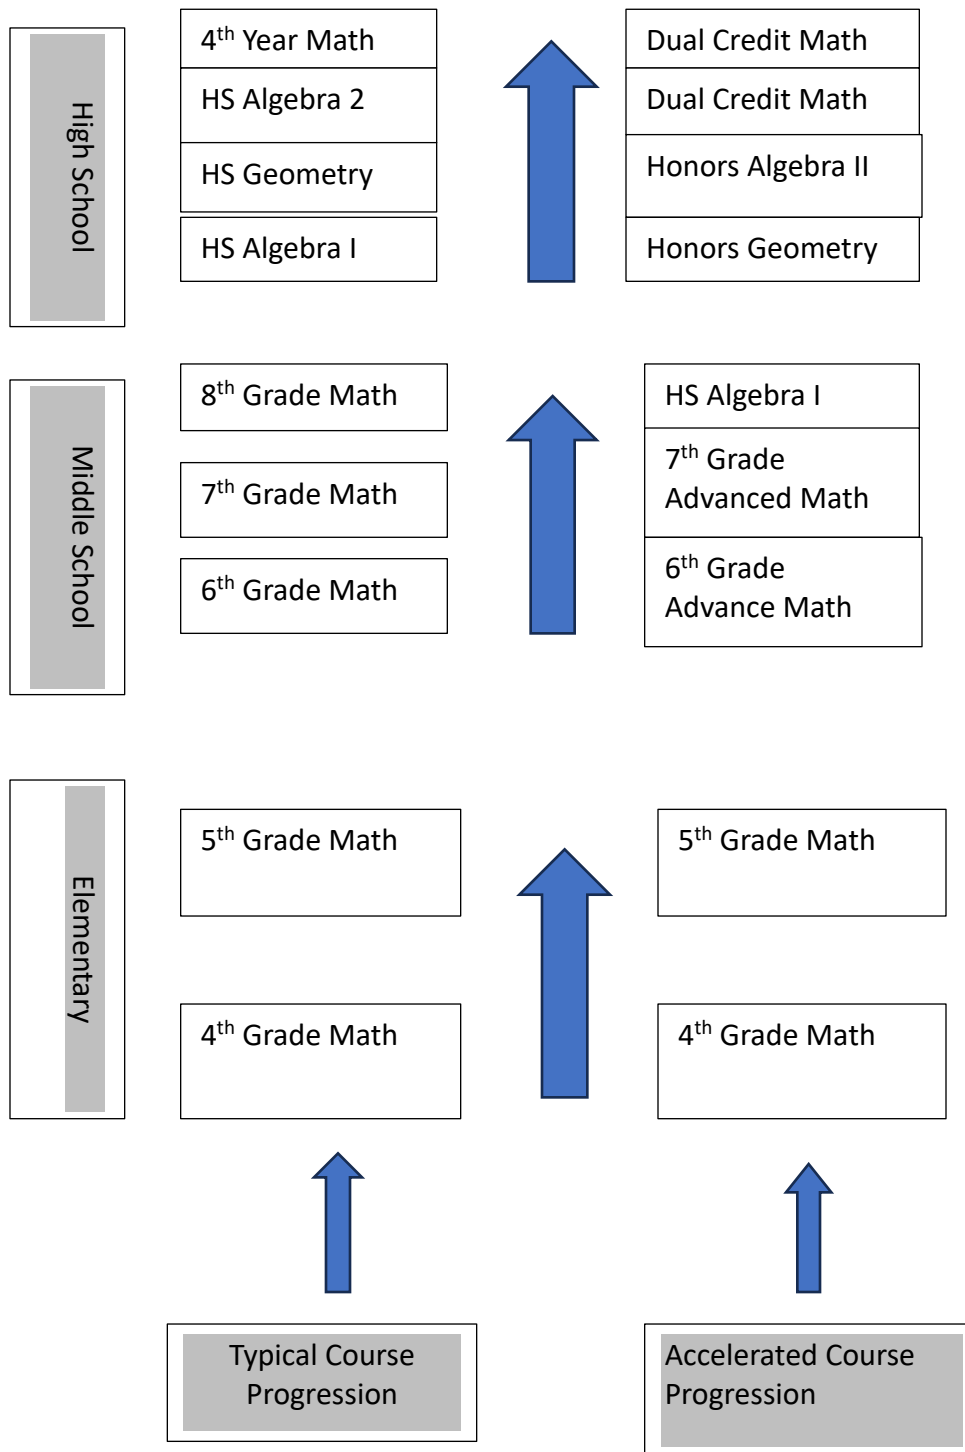 High School
4th Year Math
HS Algebra 2
HS Geometry
HS Algebra I
Dual Credit Math
Dual Credit Math
Honors Algebra II
Honors Geometry
Middle School
8th Grade Math
7th Grade Math
6th Grade Math
HS Algebra I
7th Grade
Advanced Math
6th Grade
Advance Math
Elementary
5th Grade Math
4th Grade Math
5th Grade Math
4th Grade Math
Typical Course
Progression
Accelerated Course
Progression